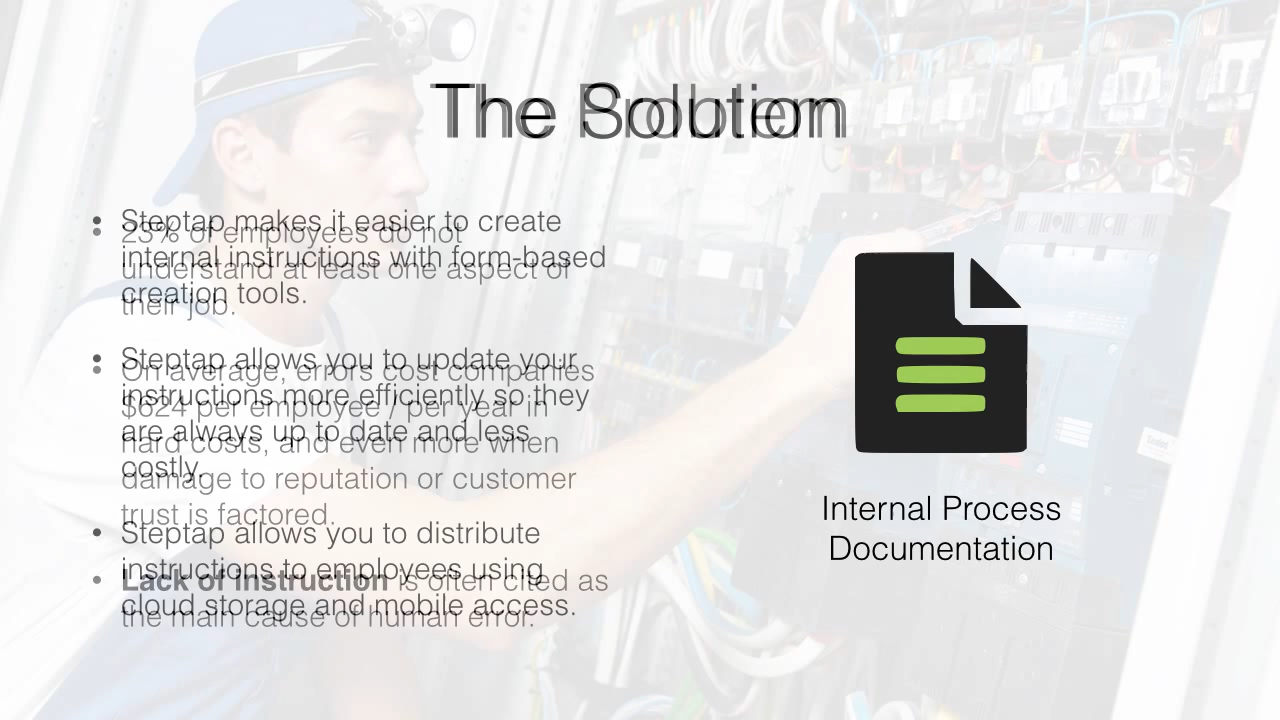 The Solution
The Problem
• Steptap makes it easier to create
internal instructions with form-based
creation tools.
• Steptap allows you to update your
instructions more efficiently so they
are always up to date and less
costly.
• Steptap allows you to distribute
instructions to employees using
cloud storage and mobile access.
• 23% of employees do not
understand at least one aspect of
their job.
• On average, errors cost companies
$624 per employee / per year in
hard costs, and even more when
damage to reputation or customer
trust is factored.
• Lack of instruction is often cited as
the main cause of human error.
Internal Process
Documentation